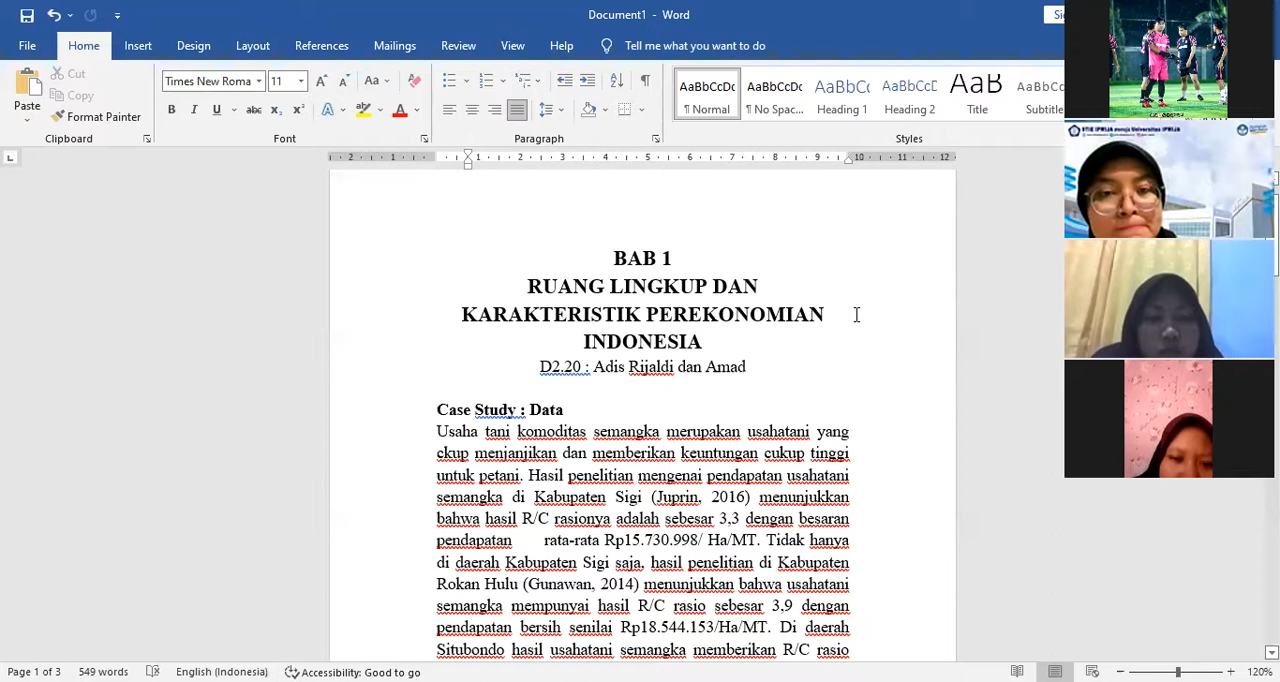 Document1 - Word
File Home Insert Design Layout References Mailings Review View Help Tell me what you want to do
Paste
Cut
Copy
Format Painter
Clipboard
Times New Roma 11
Font
Paragraph
AaBbCcDc AaBbCcDc AaBbCc AaBbCcD AaB
¶ Normal ¶ No Spac... Heading 1 Heading 2 Title Subtitle
Styles
STIE IPWIJA menuju Universitas IPWIJA
BAB 1
RUANG LINGKUP DAN
KARAKTERISTIK PEREKONOMIAN
INDONESIA
D2.20 : Adis Rijaldi dan Amad
Case Study : Data
Usaha tani komoditas semangka merupakan usahatani yang
ckup menjanjikan dan memberikan keuntungan cukup tinggi
untuk petani. Hasil penelitian mengenai pendapatan usahatani
semangka di Kabupaten Sigi (Juprin, 2016) menunjukkan
bahwa hasil R/C rasionya adalah sebesar 3,3 dengan besaran
pendapatan rata-rata Rp15.730.998/ Ha/MT. Tidak hanya
di daerah Kabupaten Sigi saja, hasil penelitian di Kabupaten
Rokan Hulu (Gunawan, 2014) menunjukkan bahwa usahatani
semangka mempunyai hasil R/C rasio sebesar 3,9 dengan
pendapatan bersih senilai Rp18.544.153/Ha/MT. Di daerah
Situbondo hasil usahatani semangka memberikan R/C rasio
Page 1 of 3 549 words English (Indonesia) Accessibility: Good to go 120%